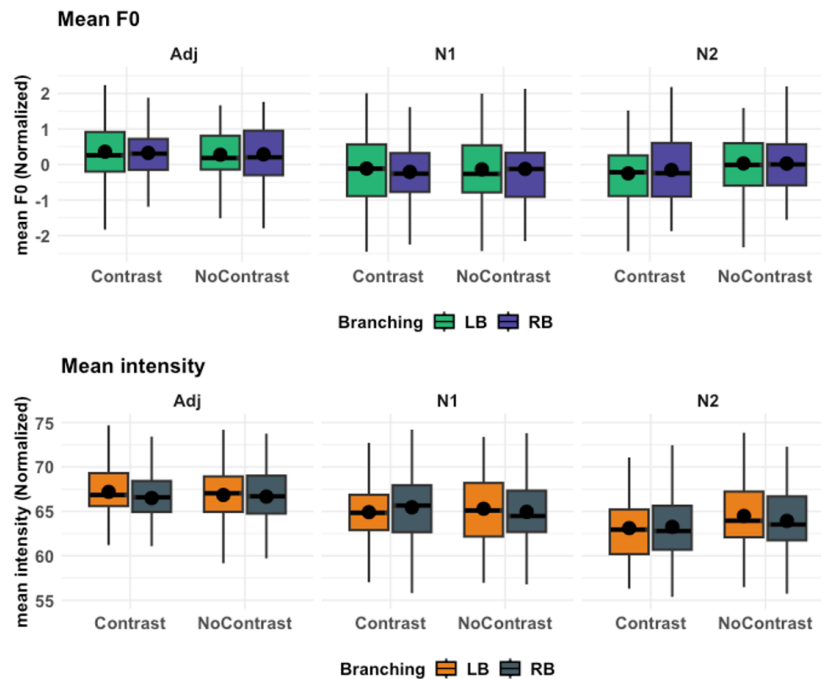 Mean F0
Adj N1 N2
mean F0 (Normalized)
2
1
0
-1
-2
Contrast NoContrast Contrast NoContrast Contrast NoContrast
Branching LB RB
Mean intensity
Adj N1 N2
mean intensity (Normalized)
75
70
65
60
55
Contrast NoContrast Contrast NoContrast Contrast NoContrast
Branching LB RB